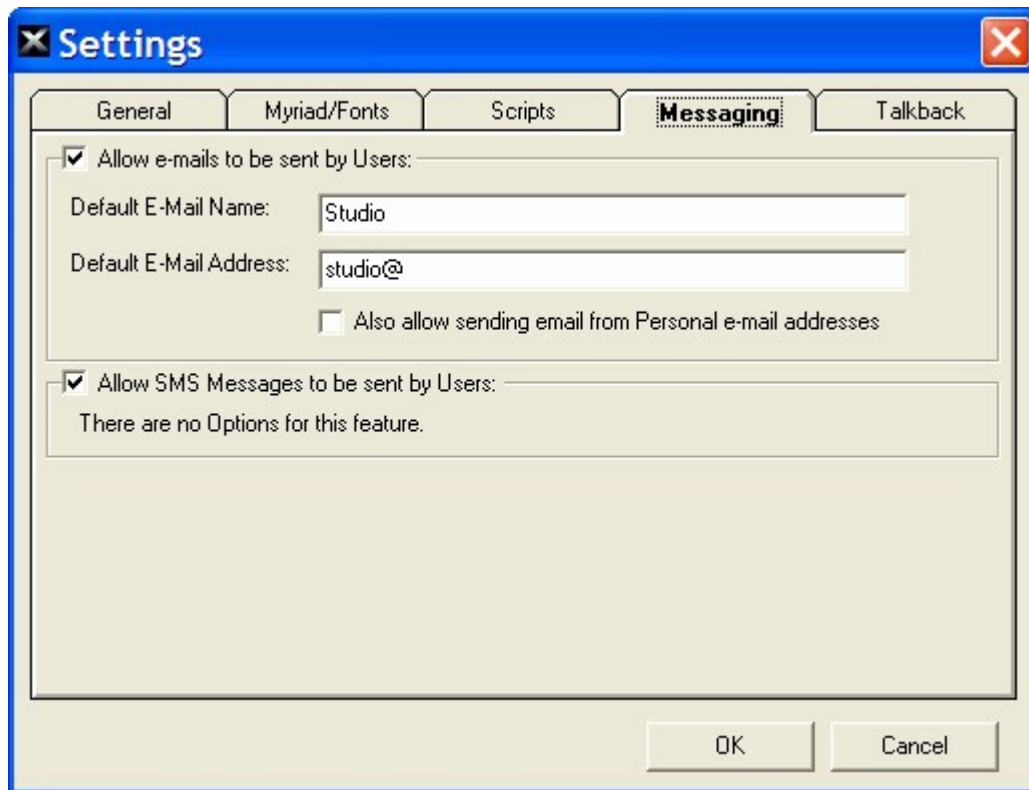 Settings
General Myriad/Fonts Scripts Messaging Talkback
Allow e-mails to be sent by Users:
Default E-Mail Name: Studio
Default E-Mail Address: studio@
Also allow sending email from Personal e-mail addresses
Allow SMS Messages to be sent by Users:
There are no Options for this feature.
OK Cancel